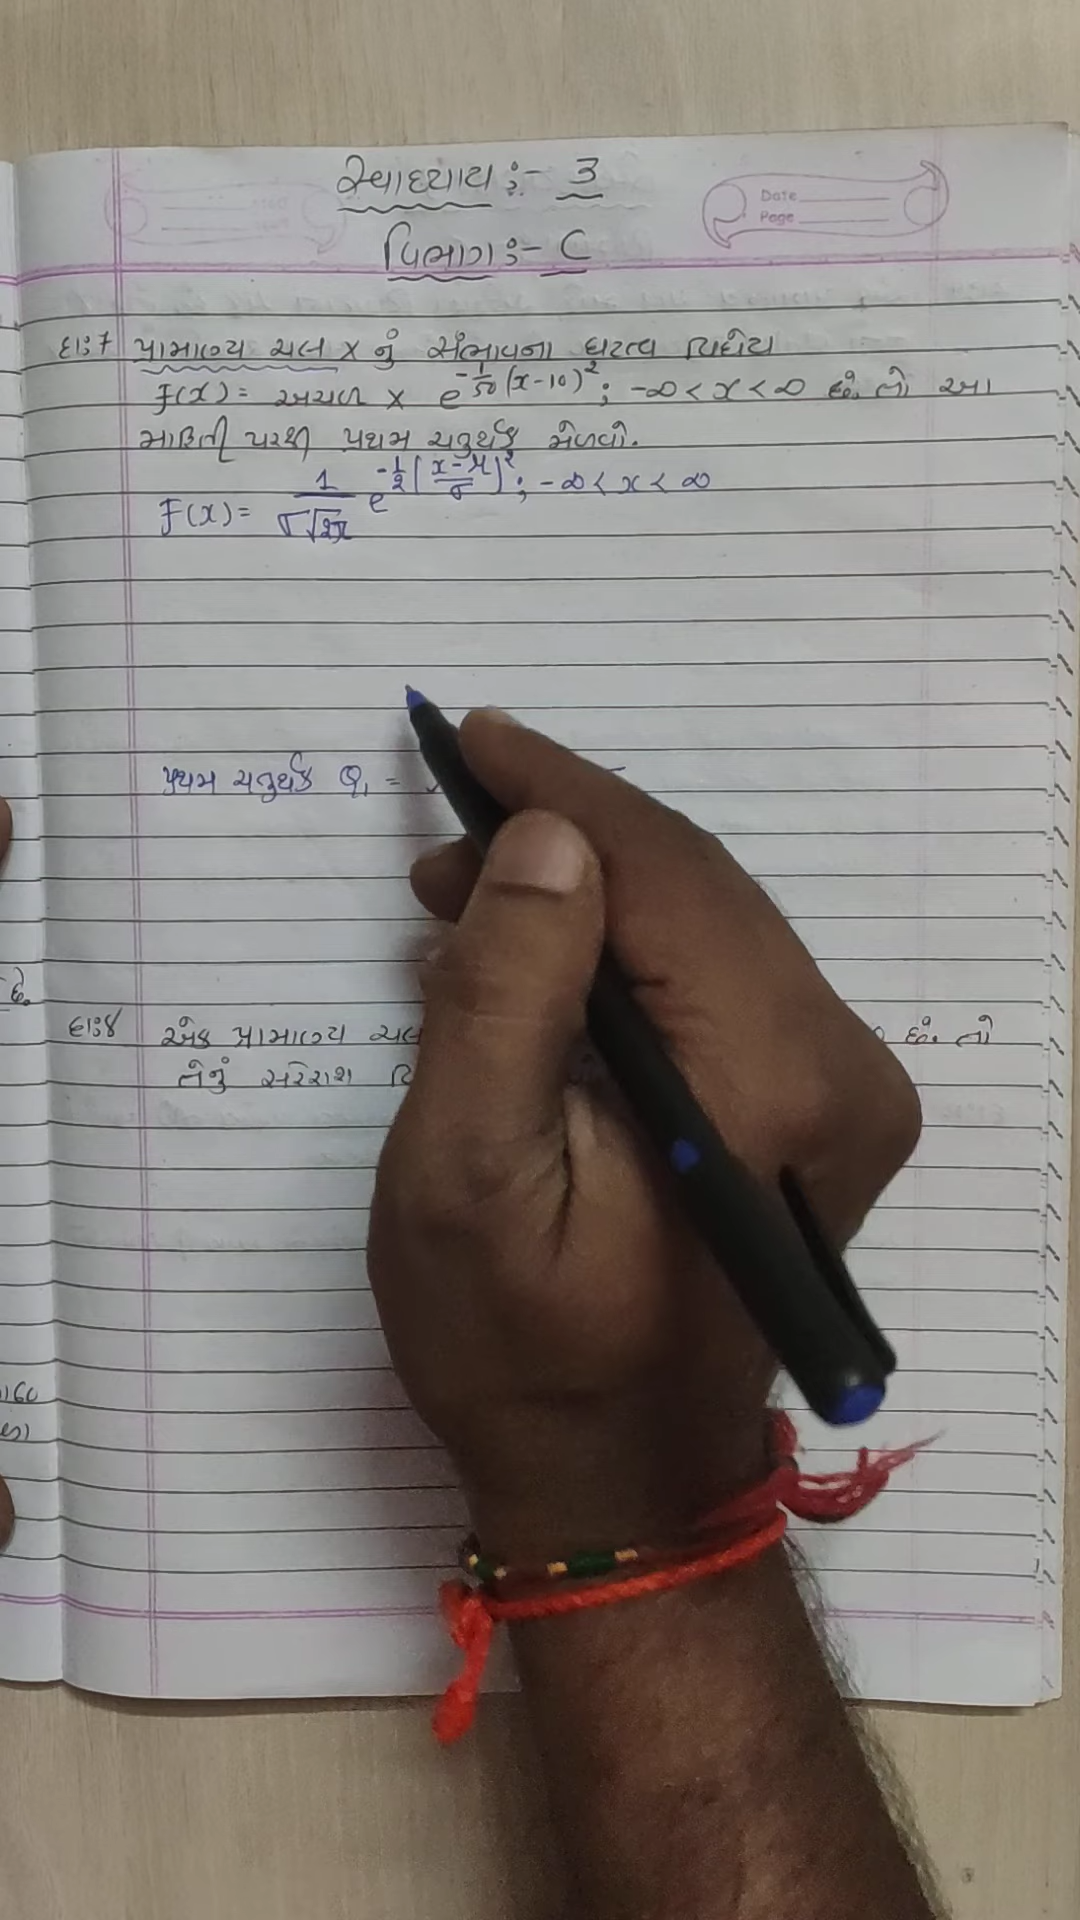 સ્વાધ્યાય :- 3
Date
Page
વિભાગ :- C
દા:7 પ્રામાણ્ય ચલ x નું સંભાવના ઘટત્વ વિધેય
f(x) = અચળ × e^{-1/50 (x-10)^2} ; -∞ < x < ∞ છે. તો આ
માહિતી પરથી પ્રથમ ચતુર્થક મેળવો.
f(x) = 1/(σ√2π) e^{-1/2 ((x-μ)/σ)^2} ; -∞ < x < ∞
પ્રથમ ચતુર્થક Q₁ =
છે.
દા:8 એક પ્રામાણ્ય ચલ છે. તો
તેનું સરેરાશ વિ
160